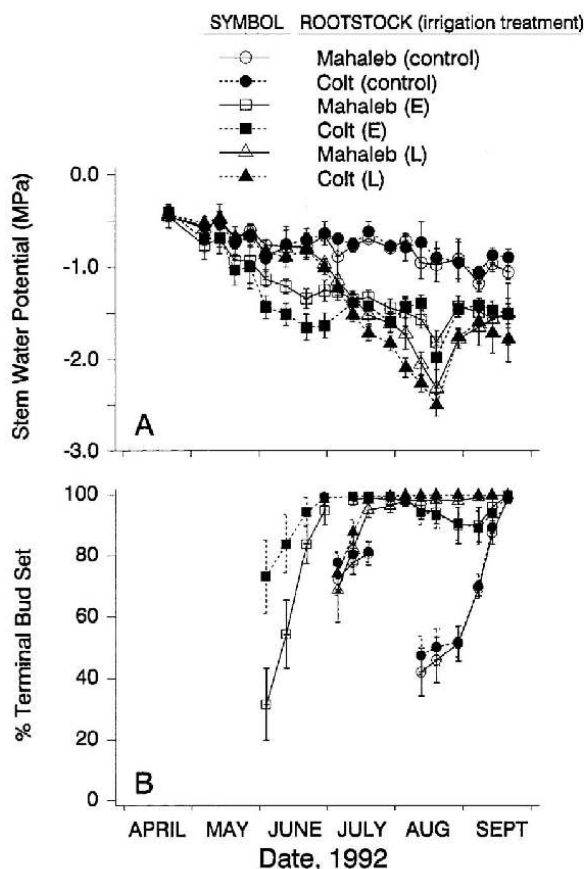 SYMBOL ROOTSTOCK (irrigation treatment)
Mahaleb (control)
Colt (control)
Mahaleb (E)
Colt (E)
Mahaleb (L)
Colt (L)
Stem Water Potential (MPa)
0.0
-1.0
-2.0
-3.0
A
% Terminal Bud Set
100
80
60
40
20
0
B
APRIL MAY JUNE JULY AUG SEPT
Date, 1992